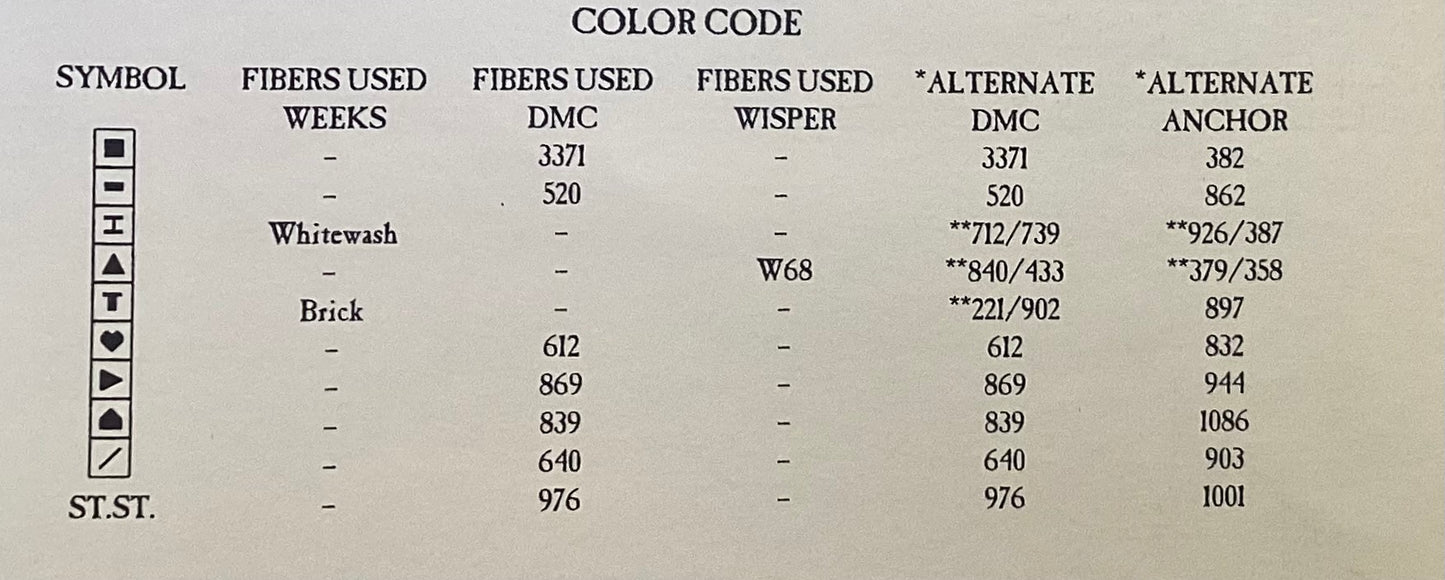 COLOR CODE
SYMBOL FIBERS USED FIBERS USED FIBERS USED *ALTERNATE *ALTERNATE
WEEKS DMC WISPER DMC ANCHOR
■ – 3371 – 3371 382
▬ – 520 – 520 862
I Whitewash – – **712/739 **926/387
▲ – – W68 **840/433 **379/358
T Brick – – **221/902 897
♥ – 612 – 612 832
▶ – 869 – 869 944
⬟ – 839 – 839 1086
/ – 640 – 640 903
ST.ST. – 976 – 976 1001